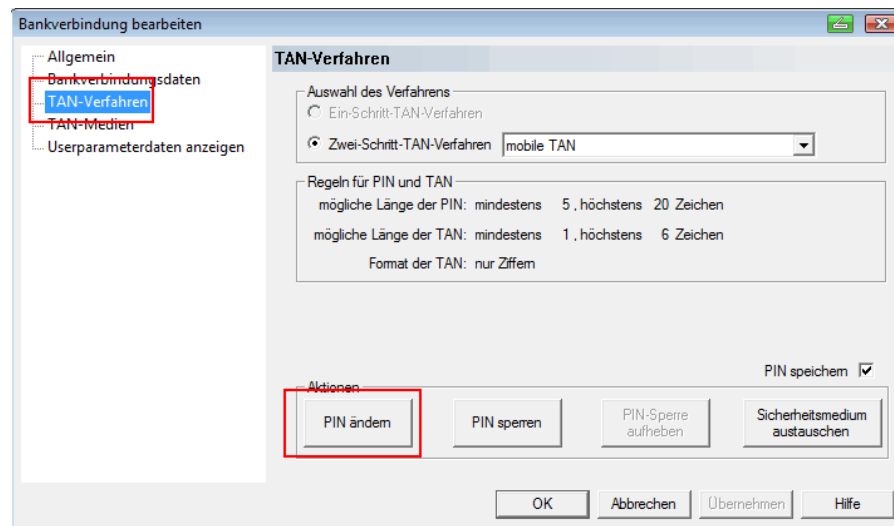 Bankverbindung bearbeiten
Allgemein
Bankverbindungsdaten
TAN-Verfahren
TAN-Medien
Userparameterdaten anzeigen
TAN-Verfahren
Auswahl des Verfahrens
Ein-Schritt-TAN-Verfahren
Zwei-Schritt-TAN-Verfahren mobile TAN
Regeln für PIN und TAN
mögliche Länge der PIN: mindestens 5 , höchstens 20 Zeichen
mögliche Länge der TAN: mindestens 1 , höchstens 6 Zeichen
Format der TAN: nur Ziffern
PIN speichern
Aktionen
PIN ändern
PIN sperren
PIN-Sperre
aufheben
Sicherheitsmedium
austauschen
OK Abbrechen Übernehmen Hilfe